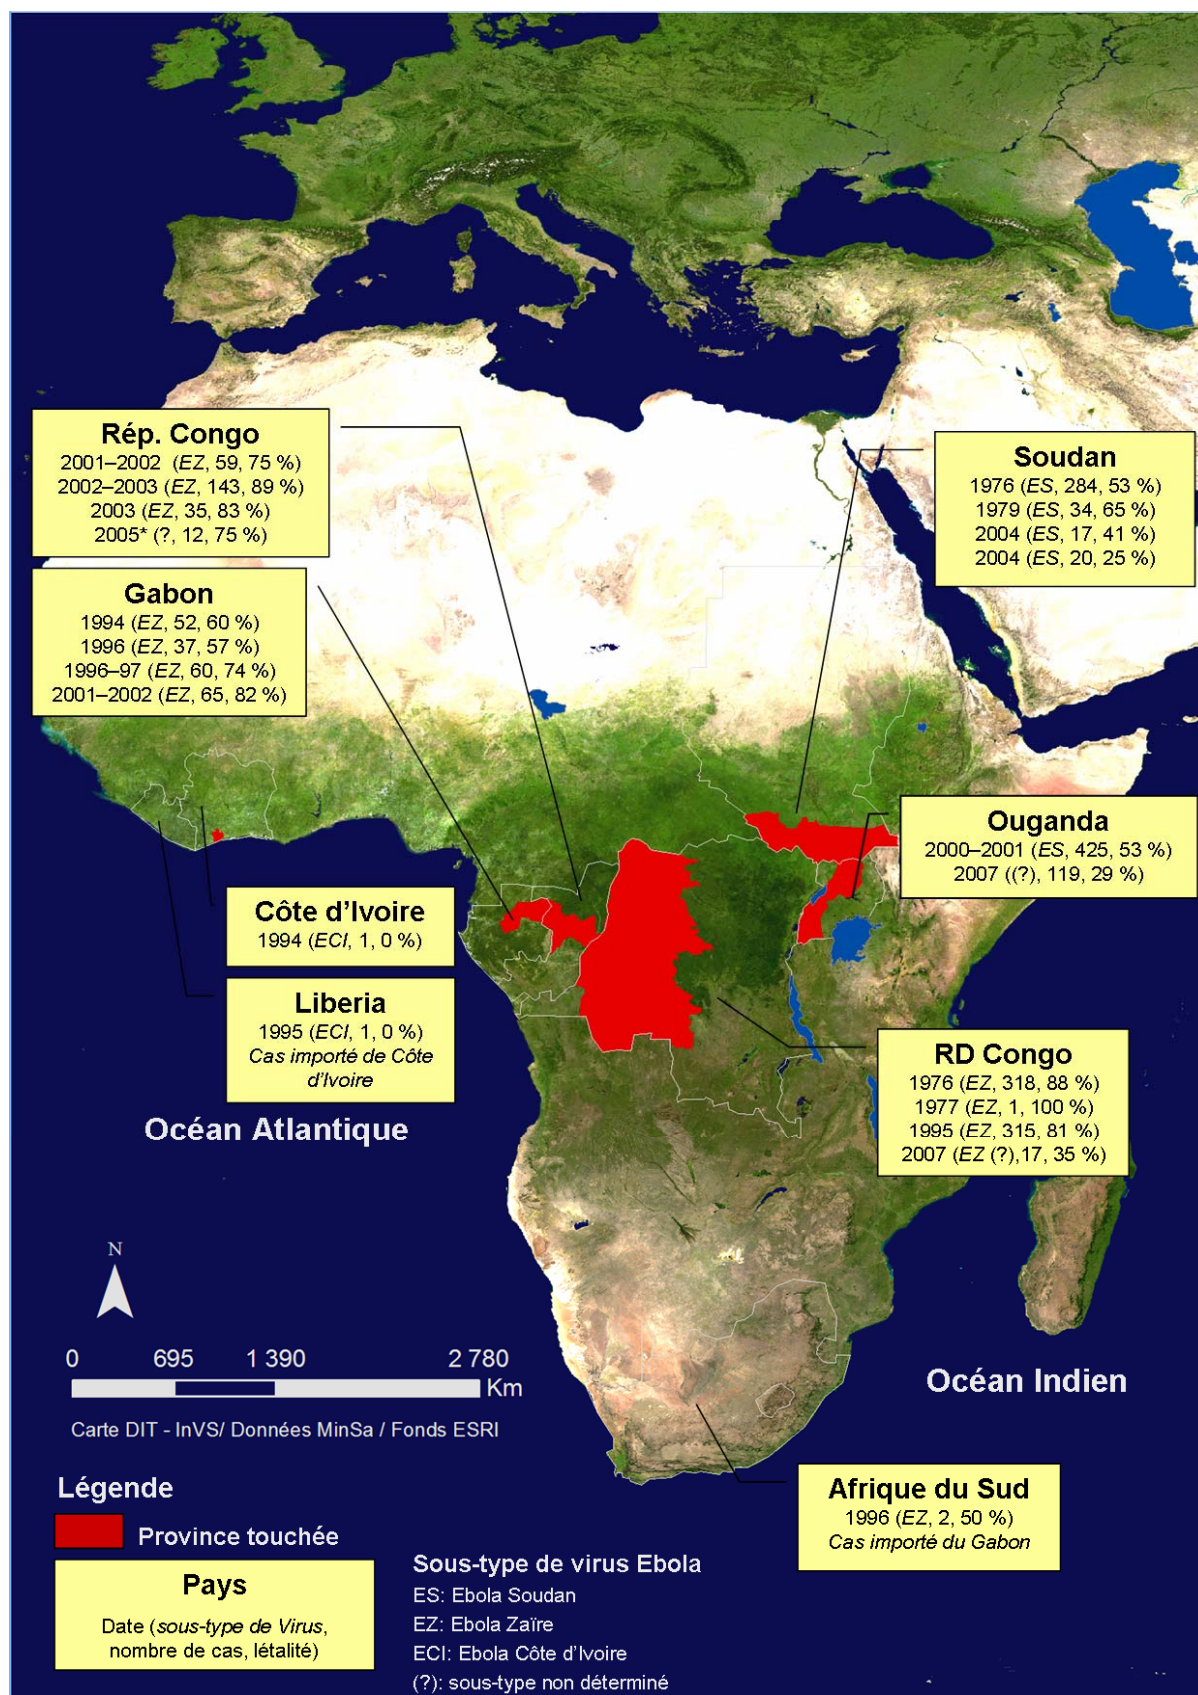 Rép. Congo
2001–2002 (EZ, 59, 75 %)
2002–2003 (EZ, 143, 89 %)
2003 (EZ, 35, 83 %)
2005* (?, 12, 75 %)
Gabon
1994 (EZ, 52, 60 %)
1996 (EZ, 37, 57 %)
1996–97 (EZ, 60, 74 %)
2001–2002 (EZ, 65, 82 %)
Soudan
1976 (ES, 284, 53 %)
1979 (ES, 34, 65 %)
2004 (ES, 17, 41 %)
2004 (ES, 20, 25 %)
Ouganda
2000–2001 (ES, 425, 53 %)
2007 ((?), 119, 29 %)
Côte d'Ivoire
1994 (ECI, 1, 0 %)
Liberia
1995 (ECI, 1, 0 %)
Cas importé de Côte
d'Ivoire
RD Congo
1976 (EZ, 318, 88 %)
1977 (EZ, 1, 100 %)
1995 (EZ, 315, 81 %)
2007 (EZ (?),17, 35 %)
Océan Atlantique
N
0 695 1 390 2 780
Km
Carte DIT - InVS/ Données MinSa / Fonds ESRI
Océan Indien
Afrique du Sud
1996 (EZ, 2, 50 %)
Cas importé du Gabon
Légende
Province touchée
Pays
Date (sous-type de Virus,
nombre de cas, létalité)
Sous-type de virus Ebola
ES: Ebola Soudan
EZ: Ebola Zaïre
ECI: Ebola Côte d'Ivoire
(?): sous-type non déterminé